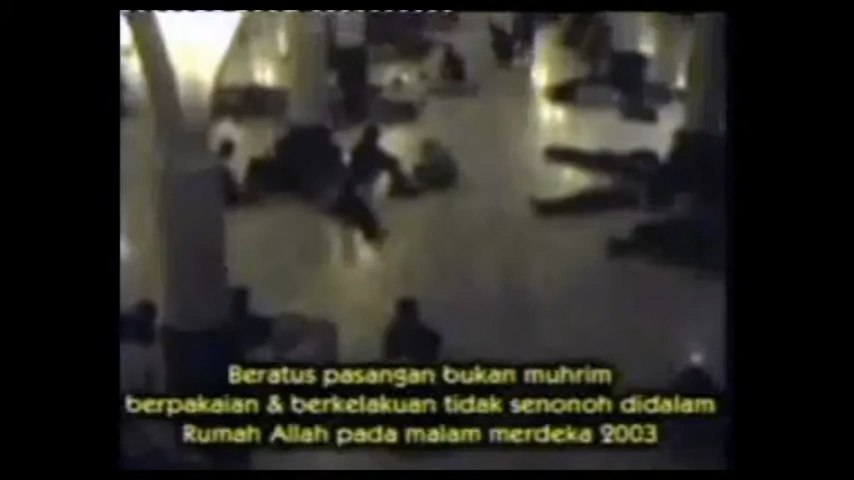 Beratus pasangan bukan muhrim
berpakaian & berkelakuan tidak senonoh didalam
Rumah Allah pada malam merdeka 2003